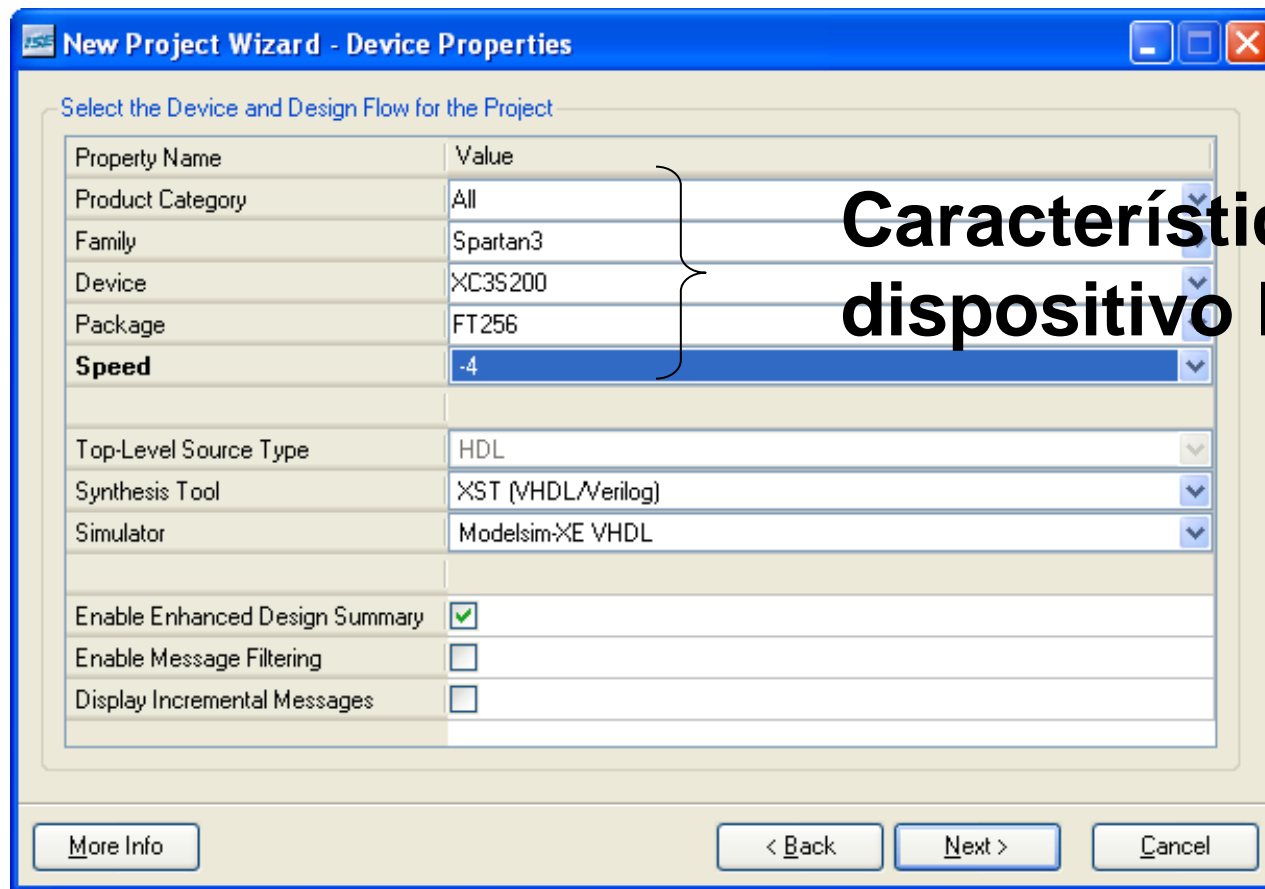 ISE New Project Wizard - Device Properties
Select the Device and Design Flow for the Project
Property Name Value
Product Category All
Family Spartan3
Device XC3S200
Package FT256
Speed -4
dispositivo
Top-Level Source Type HDL
Synthesis Tool XST (VHDL/Verilog)
Simulator Modelsim-XE VHDL
Enable Enhanced Design Summary
Enable Message Filtering
Display Incremental Messages
More Info < Back Next > Cancel